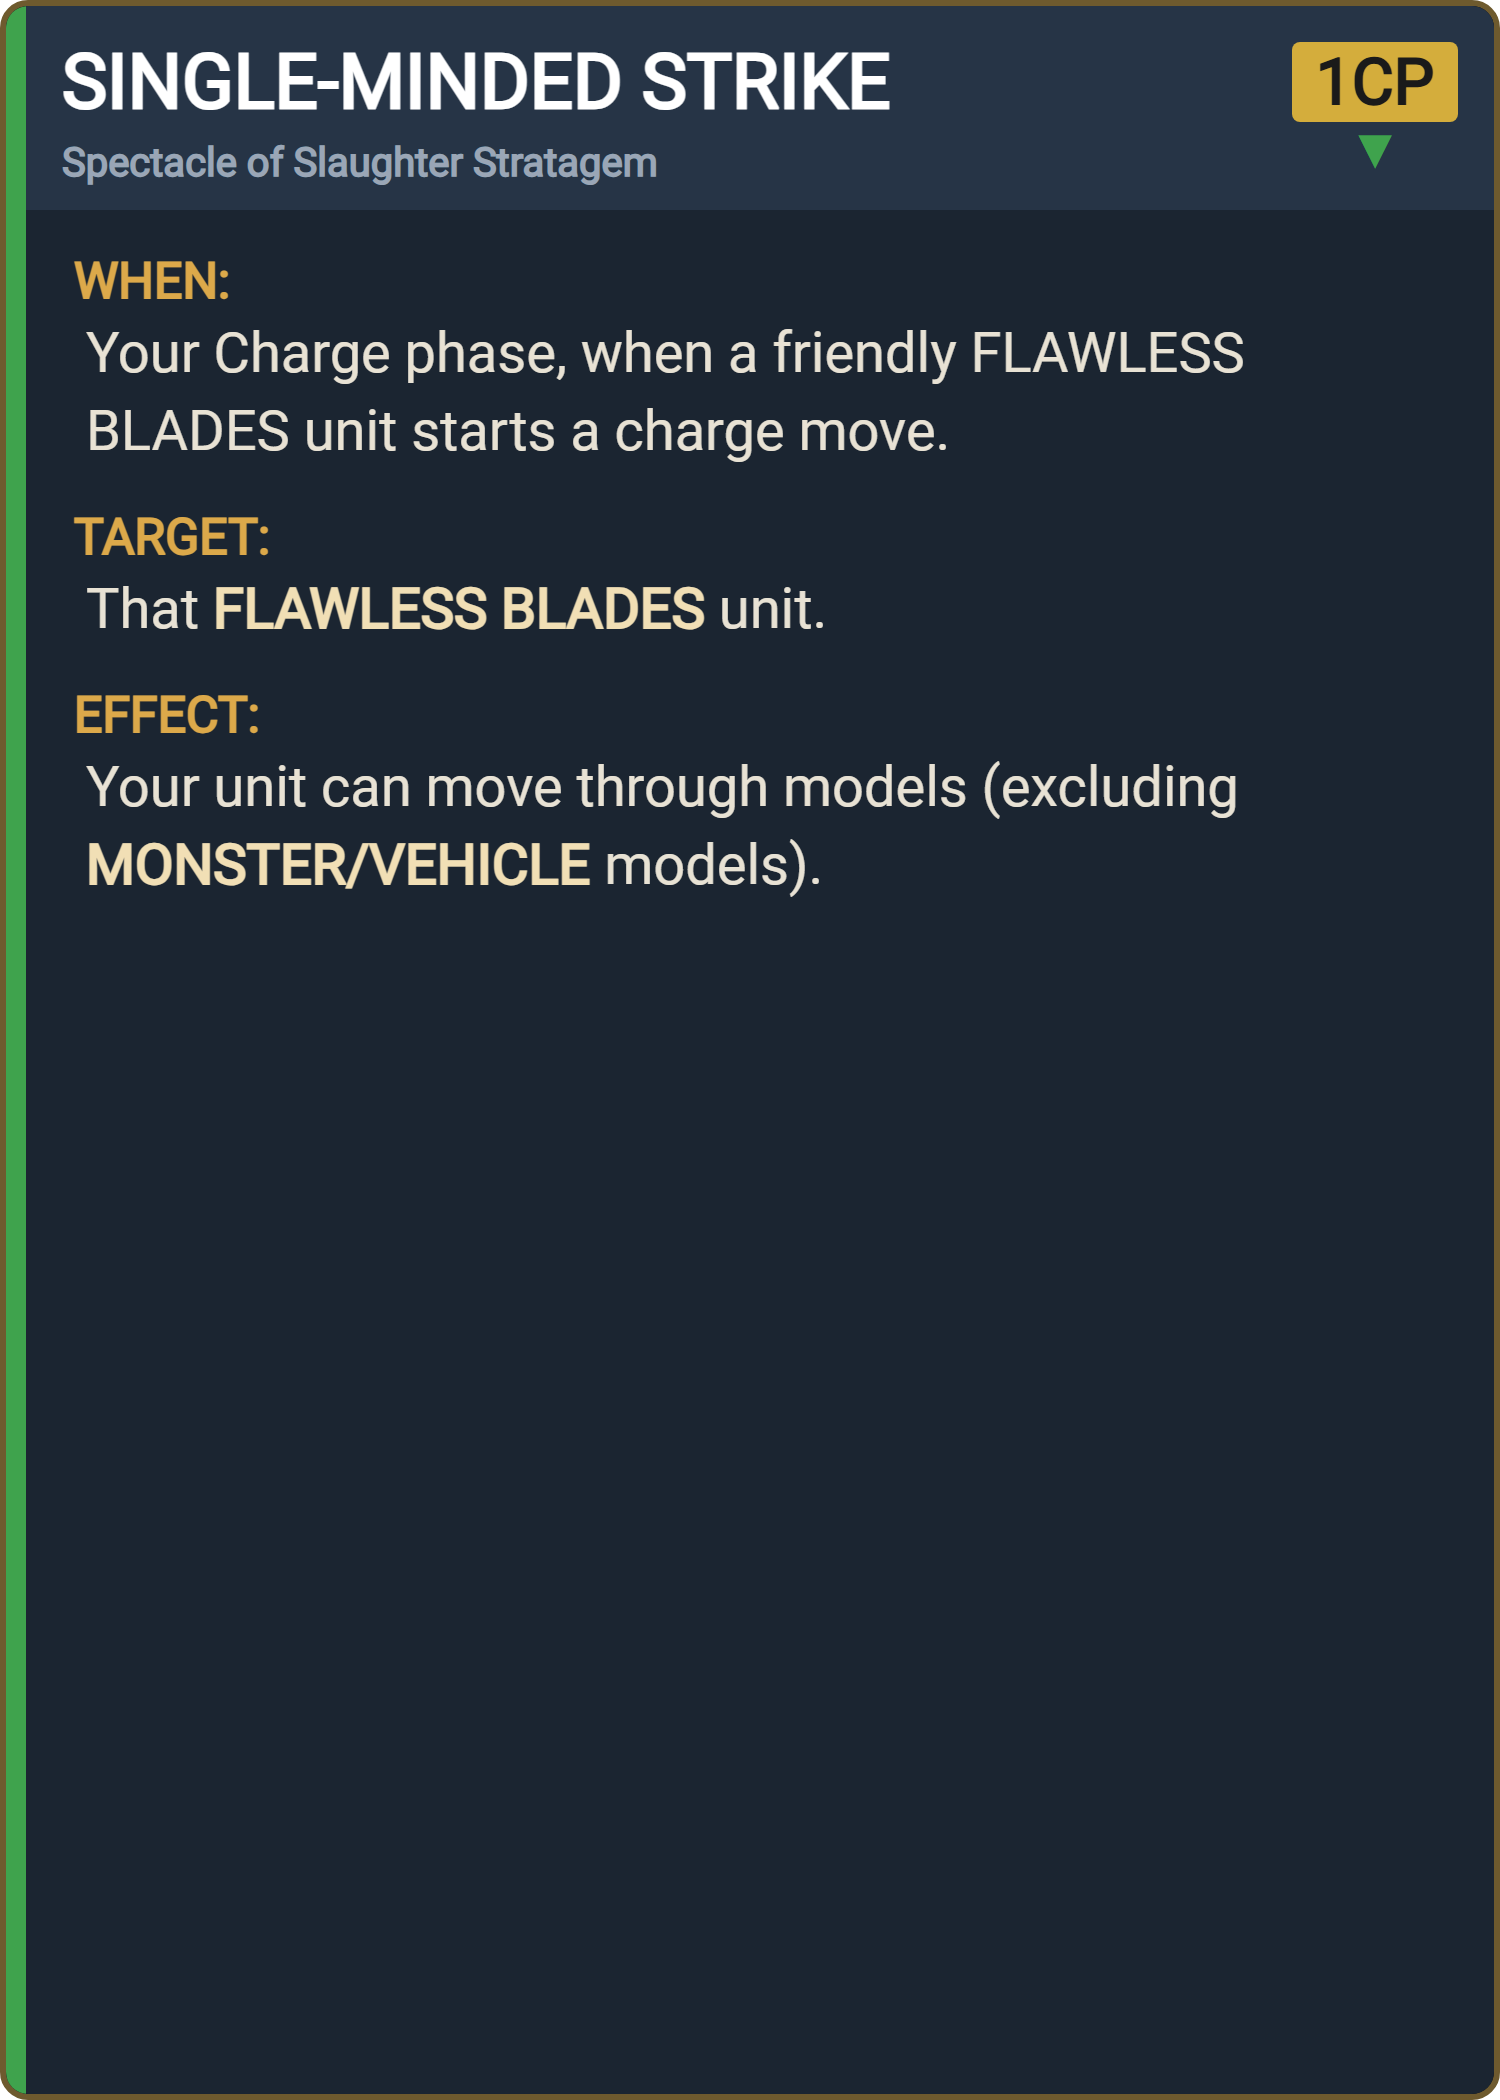 SINGLE-MINDED STRIKE
1CP
Spectacle of Slaughter Stratagem
WHEN:
Your Charge phase, when a friendly FLAWLESS
BLADES unit starts a charge move.
TARGET:
That FLAWLESS BLADES unit.
EFFECT:
Your unit can move through models (excluding
MONSTER/VEHICLE models).